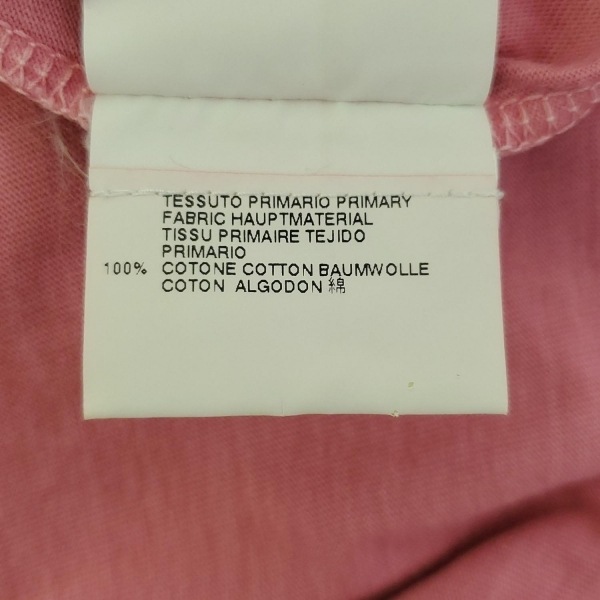 TESSUTO PRIMARIO PRIMARY
FABRIC HAUPTMATERIAL
TISSU PRIMAIRE TEJIDO
PRIMARIO
100% COTONE COTTON BAUMWOLLE
COTON ALGODON 綿